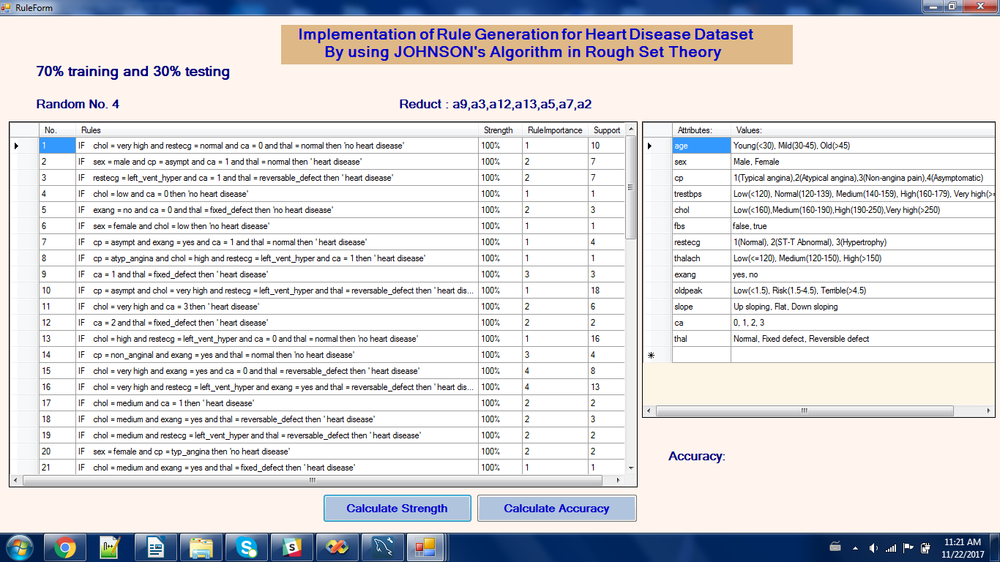 RuleForm
Implementation of Rule Generation for Heart Disease Dataset
By using JOHNSON's Algorithm in Rough Set Theory
70% training and 30% testing
Random No. 4 Reduct : a9,a3,a12,a13,a5,a7,a2
No. Rules Strength RuleImportance Support
1 IF chol = very high and restecg = normal and ca = 0 and thal = normal then 'no heart disease' 100% 1 10
2 IF sex = male and cp = asympt and ca = 1 and thal = normal then ' heart disease' 100% 2 7
3 IF restecg = left_vent_hyper and ca = 1 and thal = reversable_defect then ' heart disease' 100% 2 7
4 IF chol = low and ca = 0 then 'no heart disease' 100% 1 1
5 IF exang = no and ca = 0 and thal = fixed_defect then 'no heart disease' 100% 2 3
6 IF sex = female and chol = low then 'no heart disease' 100% 1 1
7 IF cp = asympt and exang = yes and ca = 1 and thal = normal then ' heart disease' 100% 1 4
8 IF cp = atyp_angina and chol = high and restecg = left_vent_hyper and ca = 1 then ' heart disease' 100% 1 1
9 IF ca = 1 and thal = fixed_defect then ' heart disease' 100% 3 3
10 IF cp = asympt and chol = very high and restecg = left_vent_hyper and thal = reversable_defect then ' heart dis... 100% 1 18
11 IF chol = very high and ca = 3 then ' heart disease' 100% 2 6
12 IF ca = 2 and thal = fixed_defect then ' heart disease' 100% 2 2
13 IF chol = high and restecg = left_vent_hyper and ca = 0 and thal = normal then 'no heart disease' 100% 1 16
14 IF cp = non_anginal and exang = yes and thal = normal then 'no heart disease' 100% 3 4
15 IF chol = very high and exang = yes and ca = 0 and thal = reversable_defect then ' heart disease' 100% 4 8
16 IF chol = very high and restecg = left_vent_hyper and exang = yes and thal = reversable_defect then ' heart dis... 100% 4 13
17 IF chol = medium and ca = 1 then ' heart disease' 100% 2 2
18 IF chol = medium and exang = yes and thal = reversable_defect then ' heart disease' 100% 2 3
19 IF chol = medium and restecg = left_vent_hyper and thal = reversable_defect then ' heart disease' 100% 2 2
20 IF sex = female and cp = typ_angina then 'no heart disease' 100% 2 2
21 IF chol = medium and exang = yes and thal = fixed_defect then ' heart disease' 100% 1 1
Attributes: Values:
age Young(<30), Mild(30-45), Old(>45)
sex Male, Female
cp 1(Typical angina),2(Atypical angina),3(Non-angina pain),4(Asymptomatic)
trestbps Low(<120), Normal(120-139), Medium(140-159), High(160-179), Very high(>=
chol Low(<160),Medium(160-190),High(190-250),Very high(>250)
fbs false, true
restecg 1(Normal), 2(ST-T Abnormal), 3(Hypertrophy)
thalach Low(<=120), Medium(120-150), High(>150)
exang yes, no
oldpeak Low(<1.5), Risk(1.5-4.5), Terrible(>4.5)
slope Up sloping, Flat, Down sloping
ca 0, 1, 2, 3
thal Normal, Fixed defect, Reversible defect
Accuracy:
Calculate Strength Calculate Accuracy
11:21 AM
11/22/2017